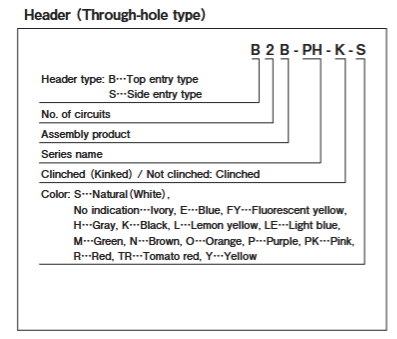 Header (Through-hole type)
B 2 B - PH - K - S
Header type: B···Top entry type
S···Side entry type
No. of circuits
Assembly product
Series name
Clinched (Kinked) / Not clinched: Clinched
Color: S···Natural (White),
No indication···Ivory, E···Blue, FY···Fluorescent yellow,
H···Gray, K···Black, L···Lemon yellow, LE···Light blue,
M···Green, N···Brown, O···Orange, P···Purple, PK···Pink,
R···Red, TR···Tomato red, Y···Yellow